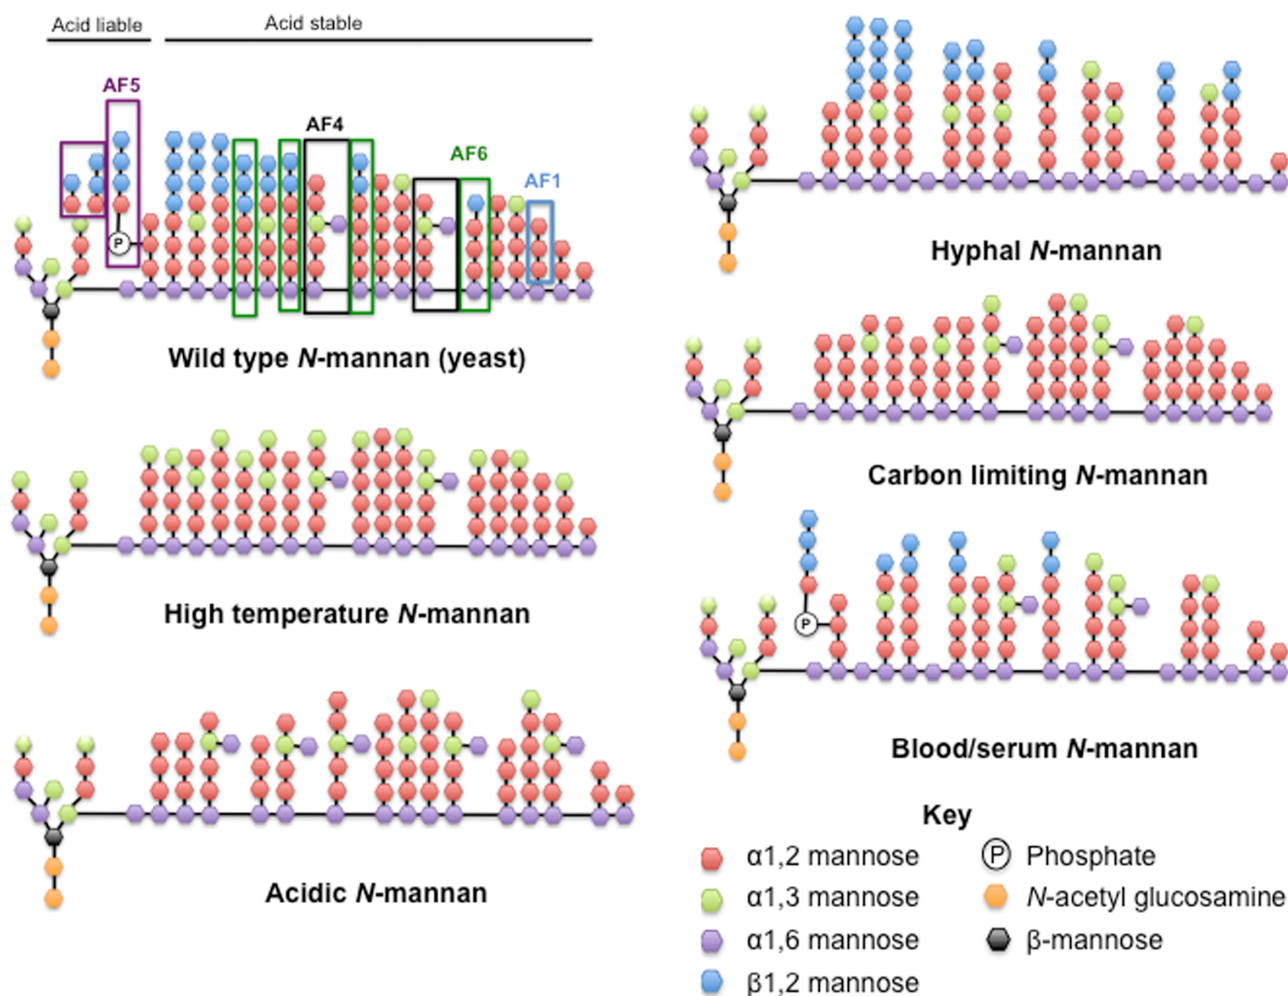 Acid liable
Acid stable
AF5
AF4
AF6
AF1
P
Wild type N-mannan (yeast)
Hyphal N-mannan
Carbon limiting N-mannan
High temperature N-mannan
P
Blood/serum N-mannan
Acidic N-mannan
Key
α1,2 mannose
α1,3 mannose
α1,6 mannose
β1,2 mannose
P Phosphate
N-acetyl glucosamine
β-mannose